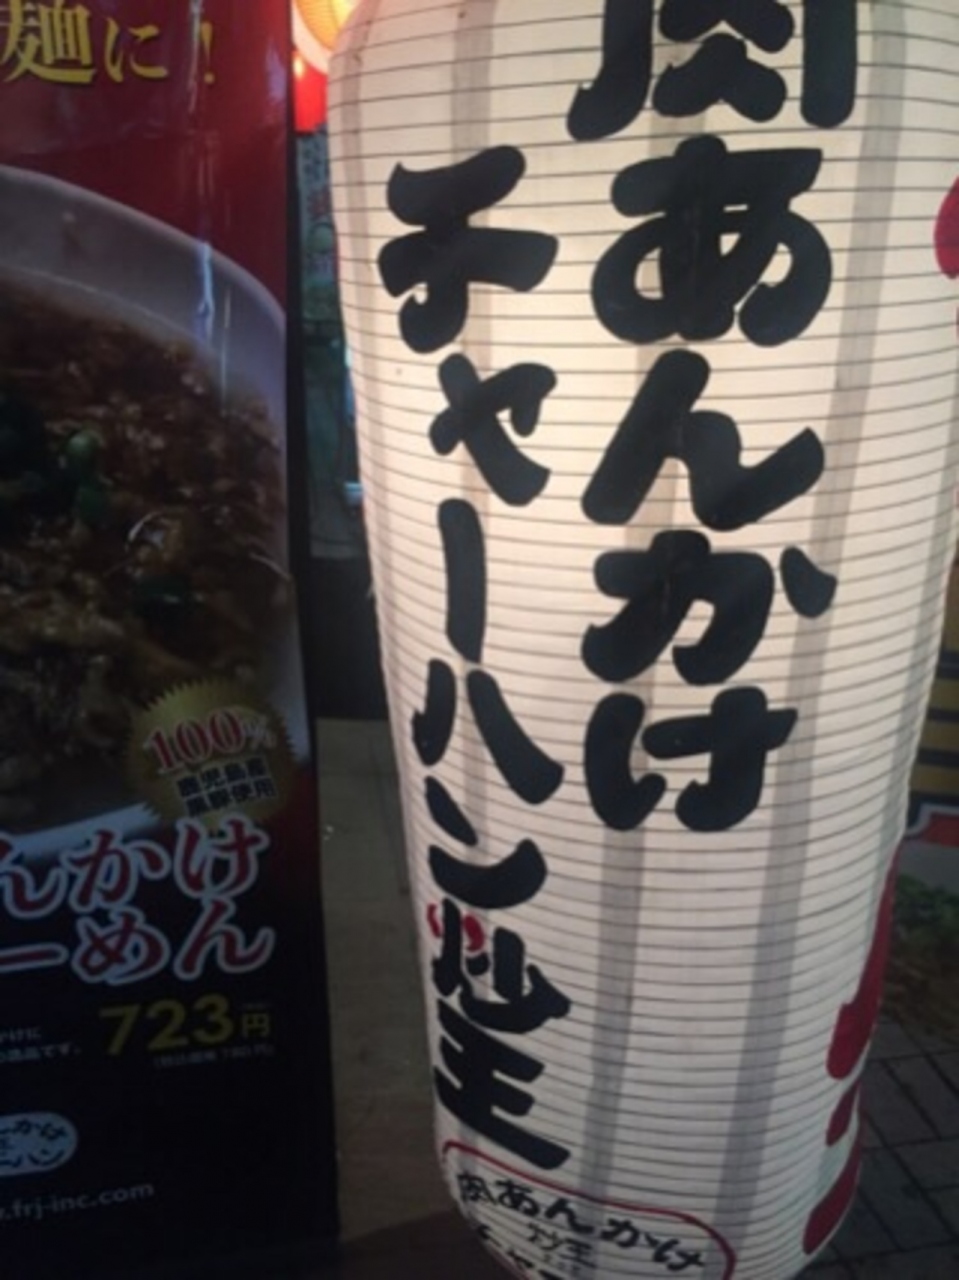 肉あんかけ
チャーハン炒王
肉あんかけ
炒王
麺に!
100%
鹿児島産
黒豚使用
んかけ
ーめん
723円
www.frj-inc.com